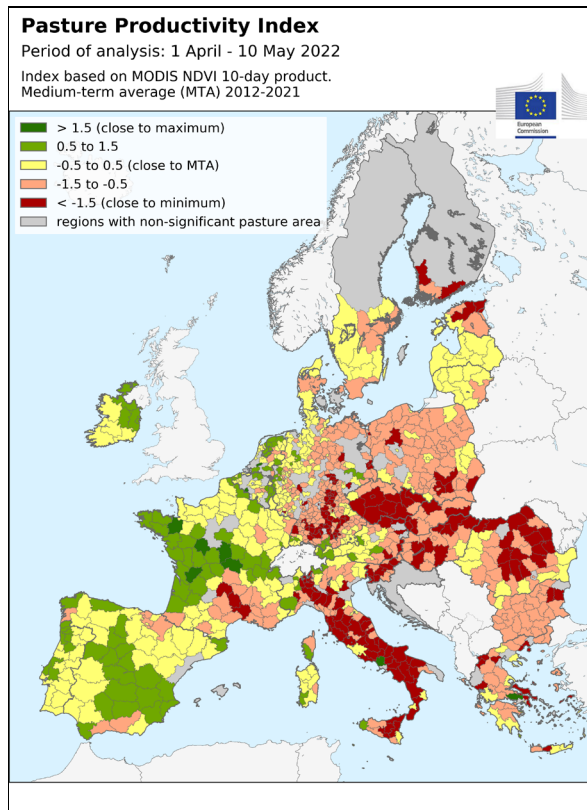 Pasture Productivity Index
Period of analysis: 1 April - 10 May 2022
Index based on MODIS NDVI 10-day product.
Medium-term average (MTA) 2012-2021
European
Commission
> 1.5 (close to maximum)
0.5 to 1.5
-0.5 to 0.5 (close to MTA)
-1.5 to -0.5
< -1.5 (close to minimum)
regions with non-significant pasture area